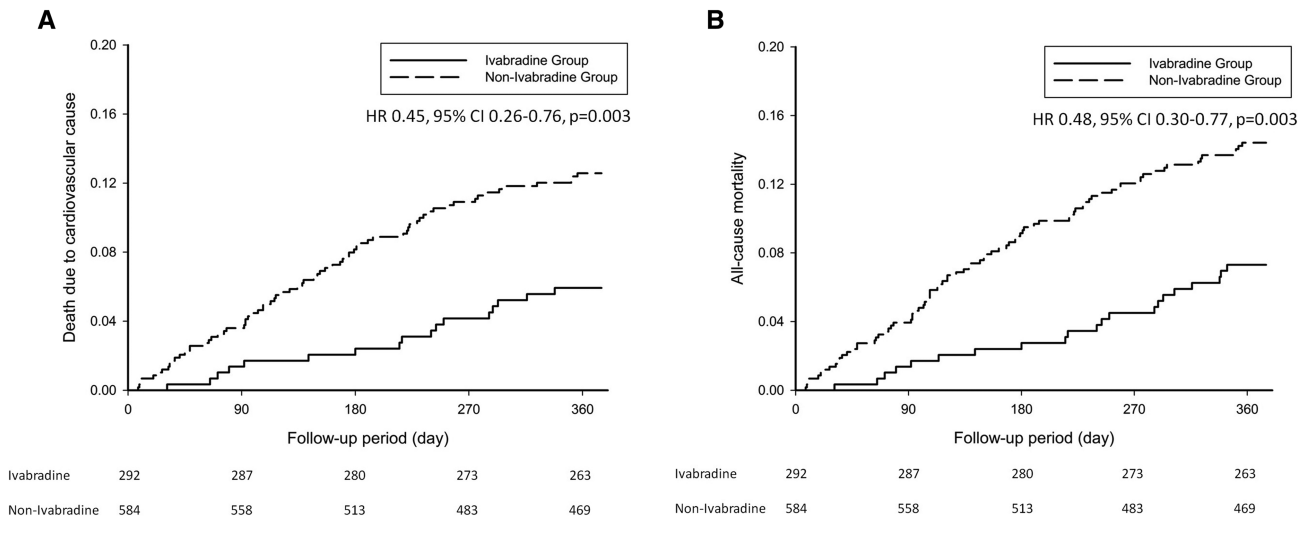 A
Death due to cardiovascular cause
0.20
0.16
0.12
0.08
0.04
0.00
Ivabradine Group
Non-Ivabradine Group
HR 0.45, 95% CI 0.26-0.76, p=0.003
0 90 180 270 360
Follow-up period (day)
Ivabradine 292 287 280 273 263
Non-Ivabradine 584 558 513 483 469
B
All-cause mortality
0.20
0.16
0.12
0.08
0.04
0.00
Ivabradine Group
Non-Ivabradine Group
HR 0.48, 95% CI 0.30-0.77, p=0.003
0 90 180 270 360
Follow-up period (day)
Ivabradine 292 287 280 273 263
Non-Ivabradine 584 558 513 483 469